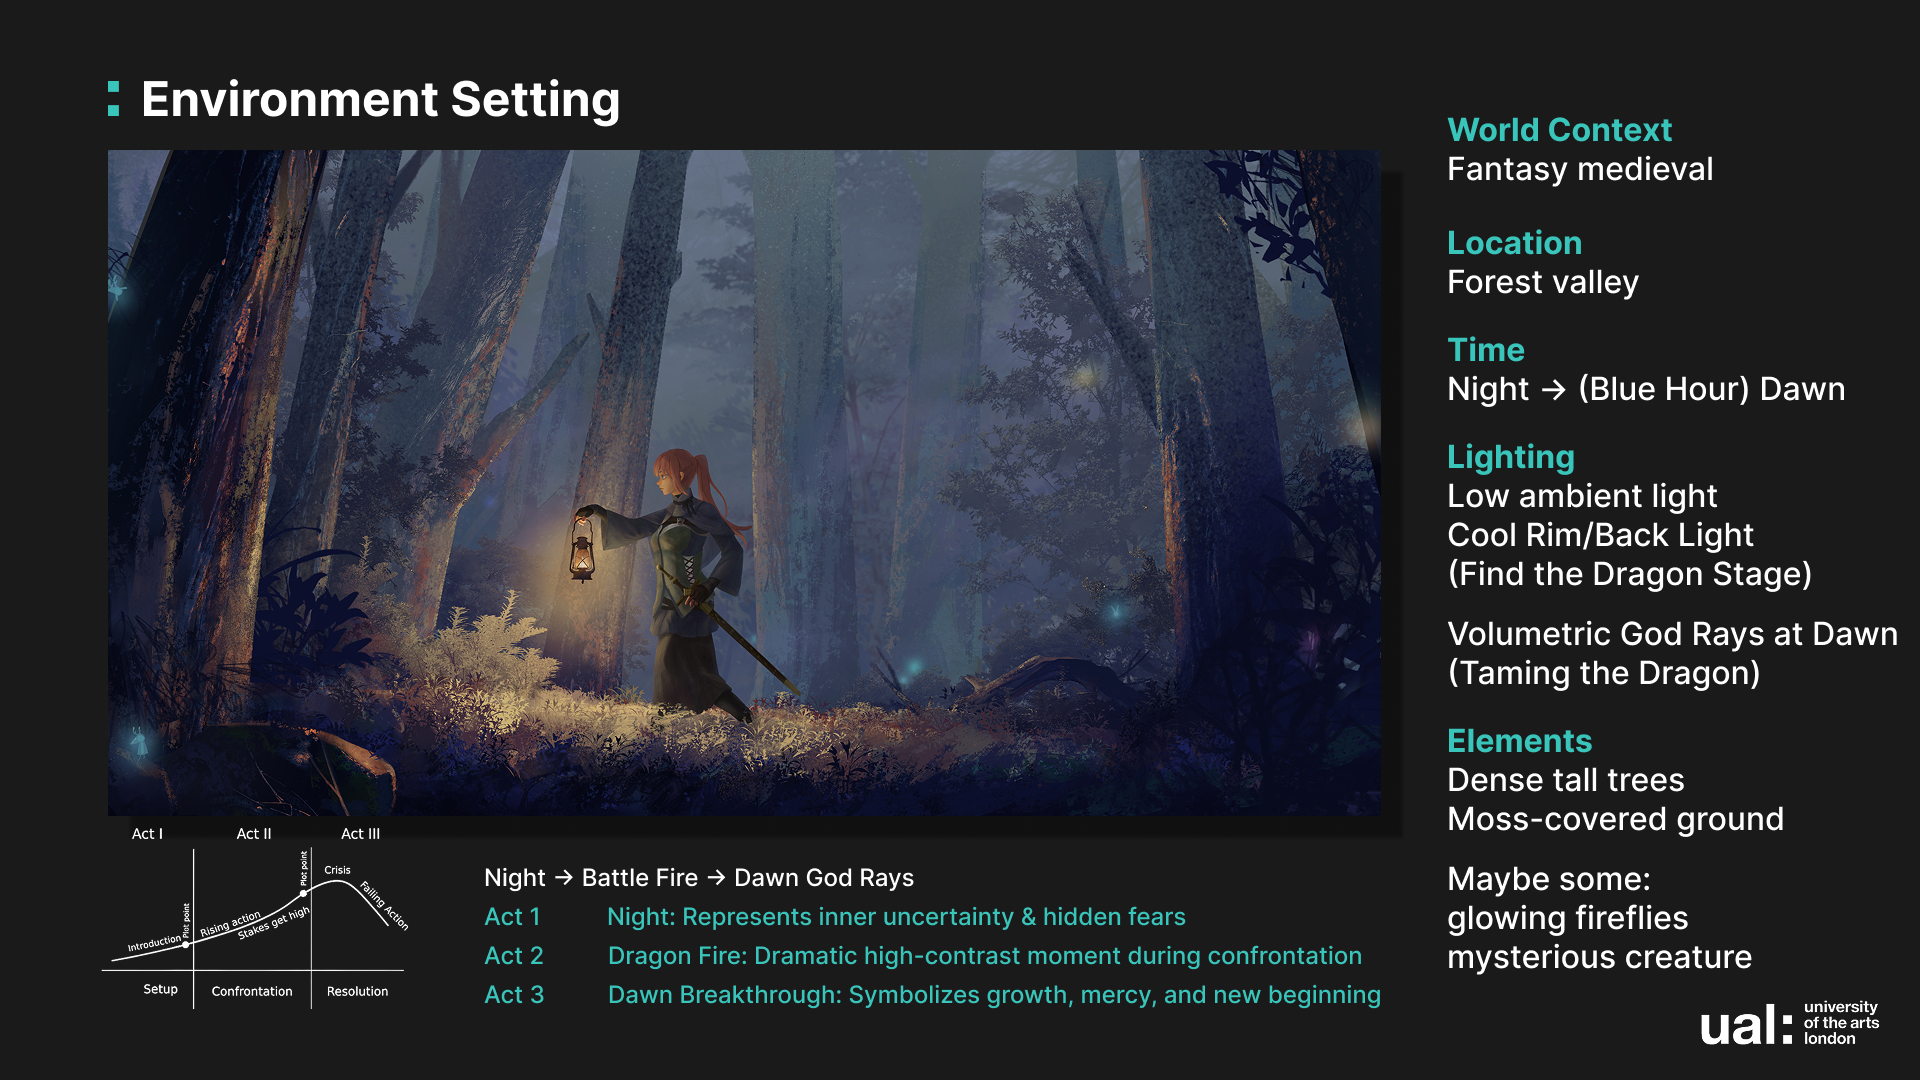 Environment Setting
World Context
Fantasy medieval
Location
Forest valley
Time
Night → (Blue Hour) Dawn
Lighting
Low ambient light
Cool Rim/Back Light
(Find the Dragon Stage)
Volumetric God Rays at Dawn
(Taming the Dragon)
Elements
Dense tall trees
Moss-covered ground
Maybe some:
glowing fireflies
mysterious creature
Act I
Act II
Act III
Introduction
Plot point
Rising action
Stakes get high
Plot point
Crisis
Falling Action
Setup
Confrontation
Resolution
Night → Battle Fire → Dawn God Rays
Act 1 Night: Represents inner uncertainty & hidden fears
Act 2 Dragon Fire: Dramatic high-contrast moment during confrontation
Act 3 Dawn Breakthrough: Symbolizes growth, mercy, and new beginning
ual:
university
of the arts
london